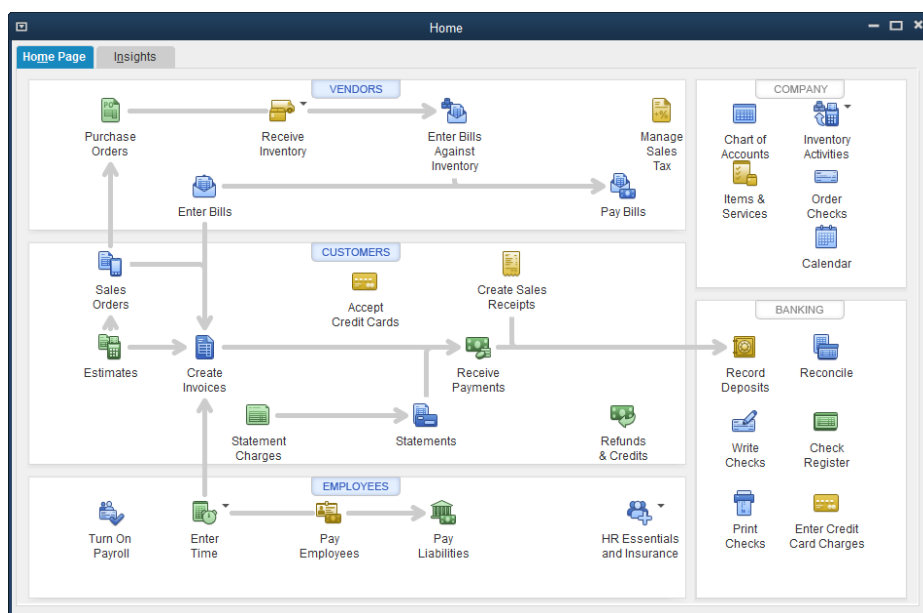 Home
Home Page
Insights
VENDORS
Purchase
Orders
Receive
Inventory
Enter Bills
Against
Inventory
Manage
Sales
Tax
Enter Bills
Pay Bills
CUSTOMERS
Sales
Orders
Accept
Credit Cards
Create Sales
Receipts
Estimates
Create
Invoices
Receive
Payments
Statement
Charges
Statements
Refunds
& Credits
EMPLOYEES
Turn On
Payroll
Enter
Time
Pay
Employees
Pay
Liabilities
HR Essentials
and Insurance
COMPANY
Chart of
Accounts
Inventory
Activities
Items &
Services
Order
Checks
Calendar
BANKING
Record
Deposits
Reconcile
Write
Checks
Check
Register
Print
Checks
Enter Credit
Card Charges